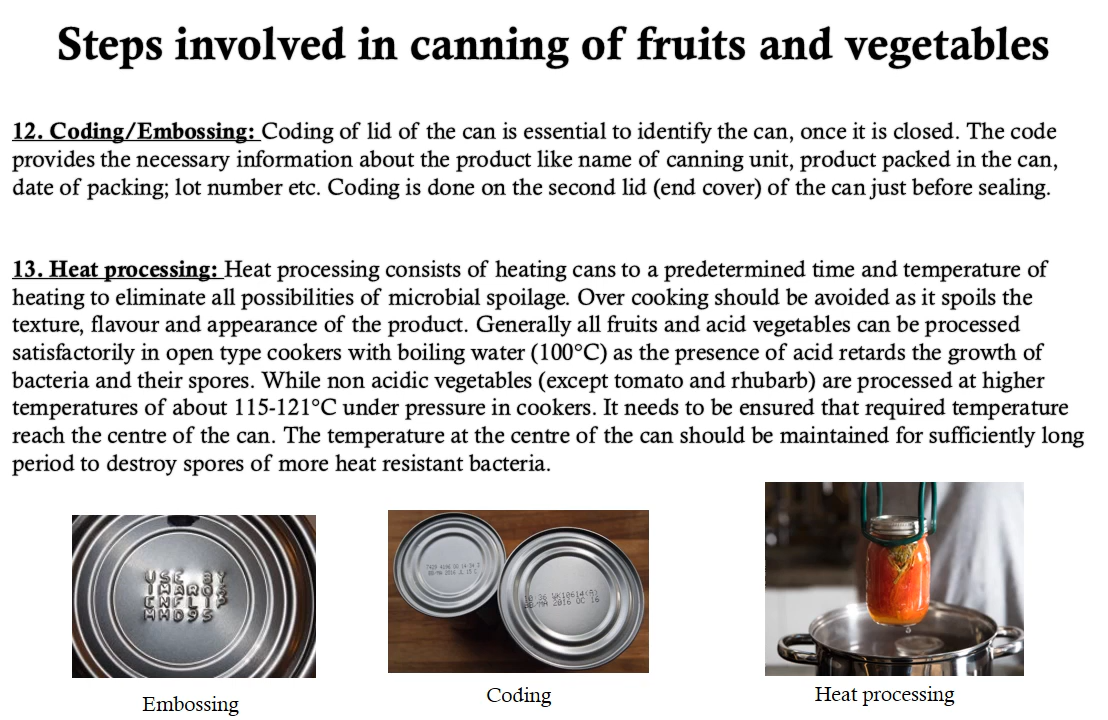 Steps involved in canning of fruits and vegetables
12. Coding/Embossing: Coding of lid of the can is essential to identify the can, once it is closed. The code
provides the necessary information about the product like name of canning unit, product packed in the can,
date of packing; lot number etc. Coding is done on the second lid (end cover) of the can just before sealing.
13. Heat processing: Heat processing consists of heating cans to a predetermined time and temperature of
heating to eliminate all possibilities of microbial spoilage. Over cooking should be avoided as it spoils the
texture, flavour and appearance of the product. Generally all fruits and acid vegetables can be processed
satisfactorily in open type cookers with boiling water (100°C) as the presence of acid retards the growth of
bacteria and their spores. While non acidic vegetables (except tomato and rhubarb) are processed at higher
temperatures of about 115-121°C under pressure in cookers. It needs to be ensured that required temperature
reach the centre of the can. The temperature at the centre of the can should be maintained for sufficiently long
period to destroy spores of more heat resistant bacteria.
USE BY
MMD95
2016
2016 OC 16
Embossing
Coding
Heat processing